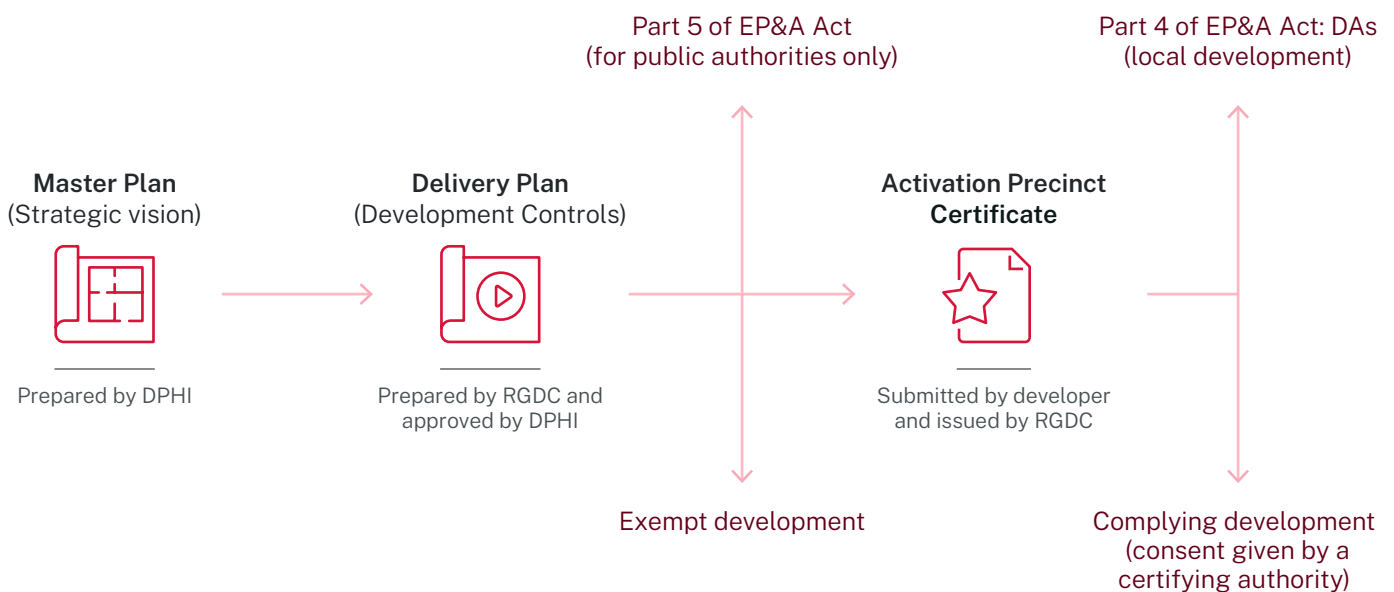 Part 5 of EP&A Act
(for public authorities only)
Part 4 of EP&A Act: DAs
(local development)
Master Plan
(Strategic vision)
Prepared by DPHI
Delivery Plan
(Development Controls)
Prepared by RGDC and
approved by DPHI
Activation Precinct
Certificate
Submitted by developer
and issued by RGDC
Exempt development
Complying development
(consent given by a
certifying authority)